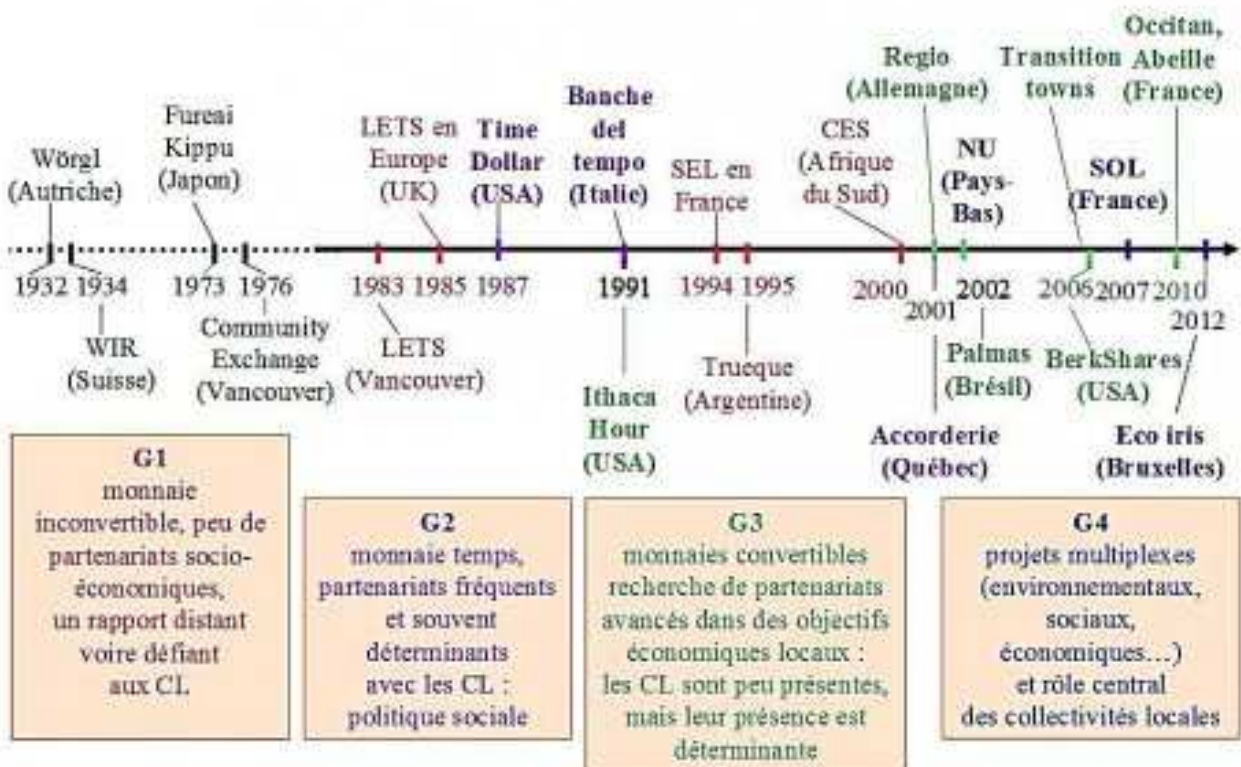 Wörgl
(Autriche)
Fureai
Kippu
(Japon)
LETS en
Europe
(UK)
Time
Dollar
(USA)
Banche
del
tempo
(Italie)
SEL en
France
CES
(Afrique
du Sud)
Regio
(Allemagne)
NU
(Pays-
Bas)
Transition
towns
SOL
(France)
Occitan,
Abeille
(France)
1932 1934 1973 1976 1983 1985 1987 1991 1994 1995 2000 2001 2002 2006 2007 2010 2012
WIR
(Suisse)
Community
Exchange
(Vancouver)
LETS
(Vancouver)
Ithaca
Hour
(USA)
Trueque
(Argentine)
Accorderie
(Québec)
Palmas
(Brésil)
BerkShares
(USA)
Eco iris
(Bruxelles)
G1
monnaie
inconvertible, peu de
partenariats socio-
économiques,
un rapport distant
voire défiant
aux CL
G2
monnaie temps,
partenariats fréquents
et souvent
déterminants
avec les CL :
politique sociale
G3
monnaies convertibles
recherche de partenariats
avancés dans des objectifs
économiques locaux :
les CL sont peu présentes,
mais leur présence est
déterminante
G4
projets multiplexes
(environnementaux,
sociaux,
économiques...)
et rôle central
des collectivités locales